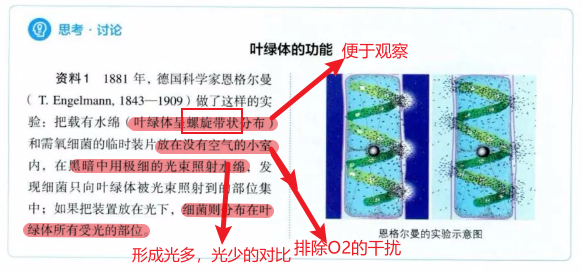 思考·讨论
叶绿体的功能
便于观察
资料1 1881 年，德国科学家恩格尔曼
（ T. Engelmann, 1843—1909）做了这样的实
验：把载有水绵（叶绿体呈螺旋带状分布）
和需氧细菌的临时装片放在没有空气的小室
内，在黑暗中用极细的光束照射水绵，发
现细菌只向叶绿体被光束照射到的部位集
中；如果把装置放在光下，细菌则分布在叶
绿体所有受光的部位。
恩格尔曼的实验示意图
形成光多，光少的对比
排除O2的干扰